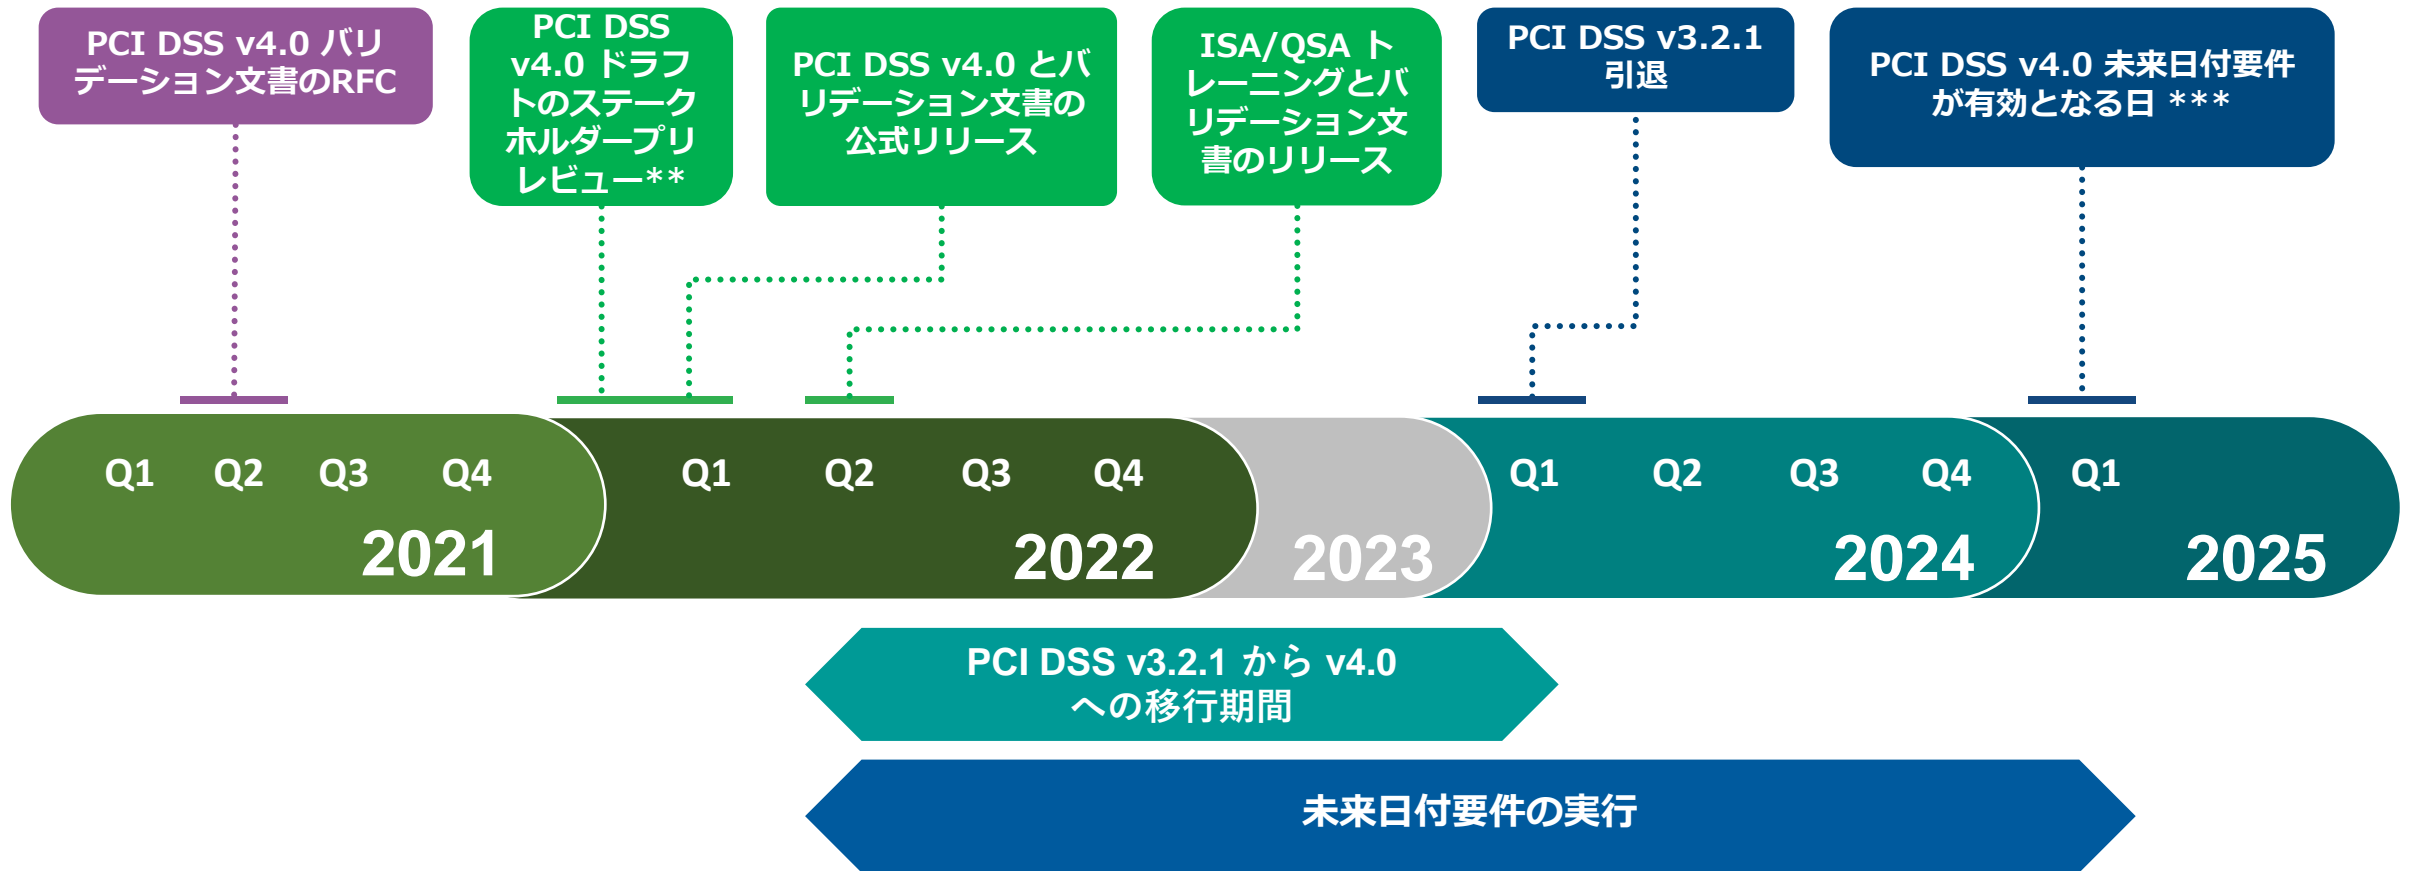 PCI DSS v4.0 バリ
デーション文書のRFC
PCI DSS
v4.0 ドラフ
トのステーク
ホルダープリ
レビュー**
PCI DSS v4.0 とバ
リデーション文書の
公式リリース
ISA/QSA ト
レーニングとバ
リデーション文
書のリリース
PCI DSS v3.2.1
引退
PCI DSS v4.0 未来日付要件
が有効となる日 ***
Q1 Q2 Q3 Q4
2021
Q1 Q2 Q3 Q4
2022
2023
Q1 Q2 Q3 Q4
2024
Q1
2025
PCI DSS v3.2.1 から v4.0
への移行期間
未来日付要件の実行